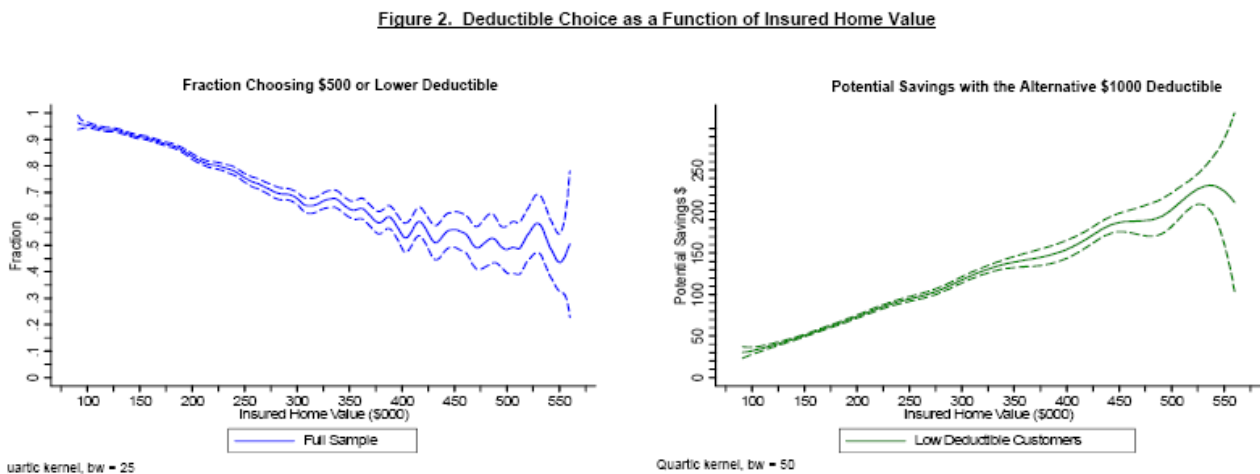 Figure 2. Deductible Choice as a Function of Insured Home Value
Fraction Choosing $500 or Lower Deductible
Fraction
1
.9
.8
.7
.6
.5
.4
.3
.2
.1
0
100 150 200 250 300 350 400 450 500 550
Insured Home Value ($000)
Full Sample
uartic kernel, bw = 25
Potential Savings with the Alternative $1000 Deductible
Potential Savings $
250
200
150
100
50
0
100 150 200 250 300 350 400 450 500 550
Insured Home Value ($000)
Low Deductible Customers
Quartic kernel, bw = 50